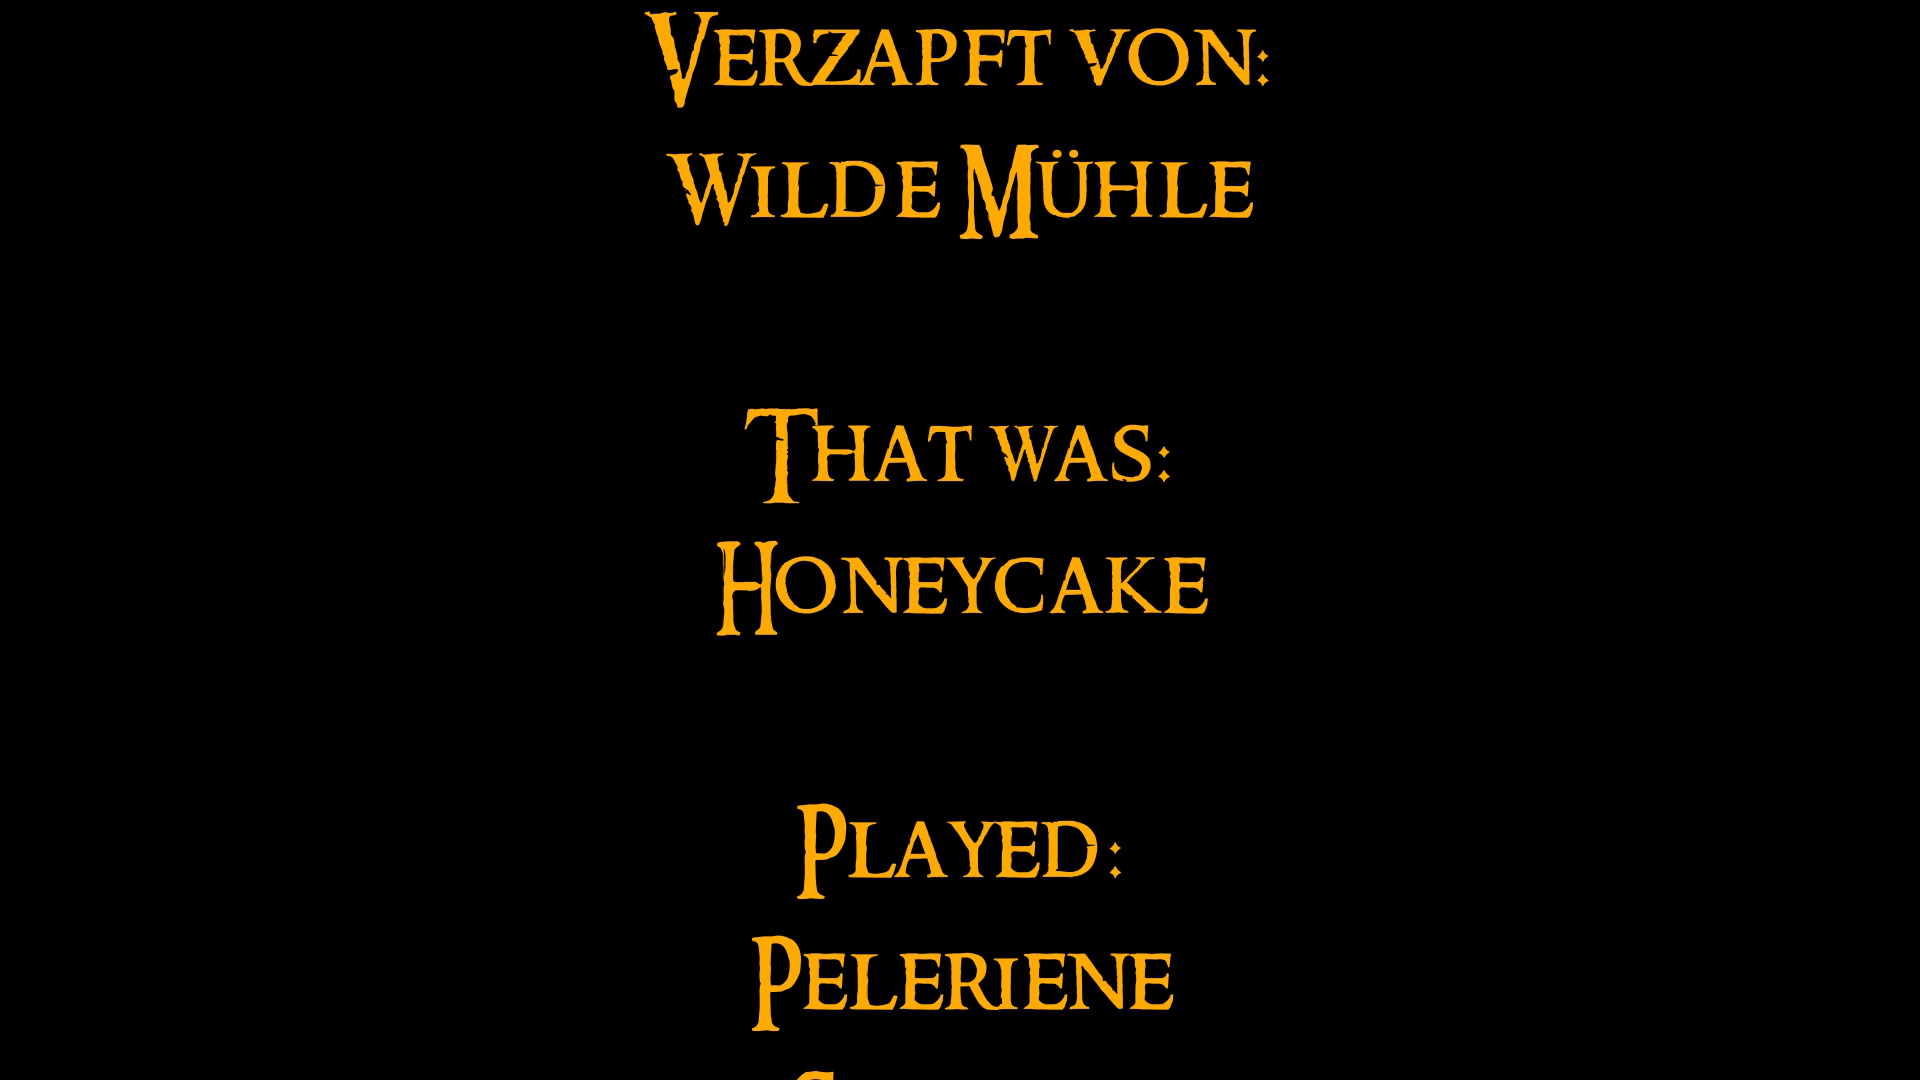 Verzapft von:
Wilde Mühle
That was:
Honeycake
Played:
Peleriene